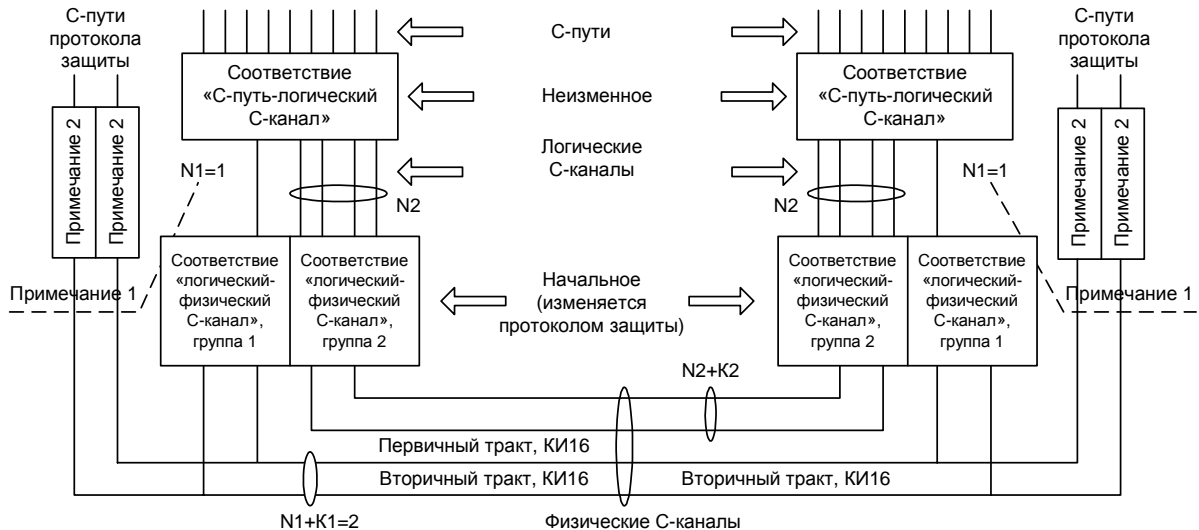 С-пути
протокола
защиты
С-пути
С-пути
протокола
защиты
Соответствие
«С-путь-логический
С-канал»
Неизменное
Соответствие
«С-путь-логический
С-канал»
Примечание 2
Примечание 2
Примечание 2
Примечание 2
Логические
С-каналы
N1=1
N2
N2
N1=1
Примечание 1
Соответствие
«логический-
физический
С-канал»,
группа 1
Соответствие
«логический-
физический
С-канал»,
группа 2
Начальное
(изменяется
протоколом защиты)
Соответствие
«логический-
физический
С-канал»,
группа 2
Соответствие
«логический-
физический
С-канал»,
группа 1
Примечание 1
N2+К2
Первичный тракт, КИ16
Вторичный тракт, КИ16
Вторичный тракт, КИ16
N1+К1=2
Физические С-каналы